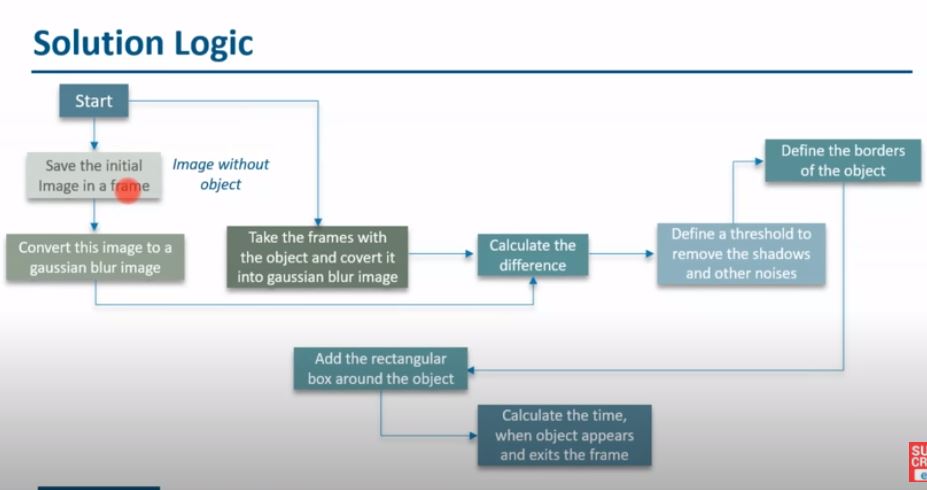 Solution Logic
Start
Save the initial
Image in a frame
Image without
object
Convert this image to a
gaussian blur image
Take the frames with
the object and covert it
into gaussian blur image
Calculate the
difference
Define a threshold to
remove the shadows
and other noises
Define the borders
of the object
Add the rectangular
box around the object
Calculate the time,
when object appears
and exits the frame